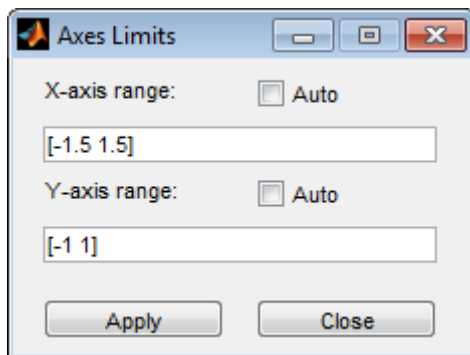 Axes Limits
X-axis range: Auto
[-1.5 1.5]
Y-axis range: Auto
[-1 1]
Apply Close